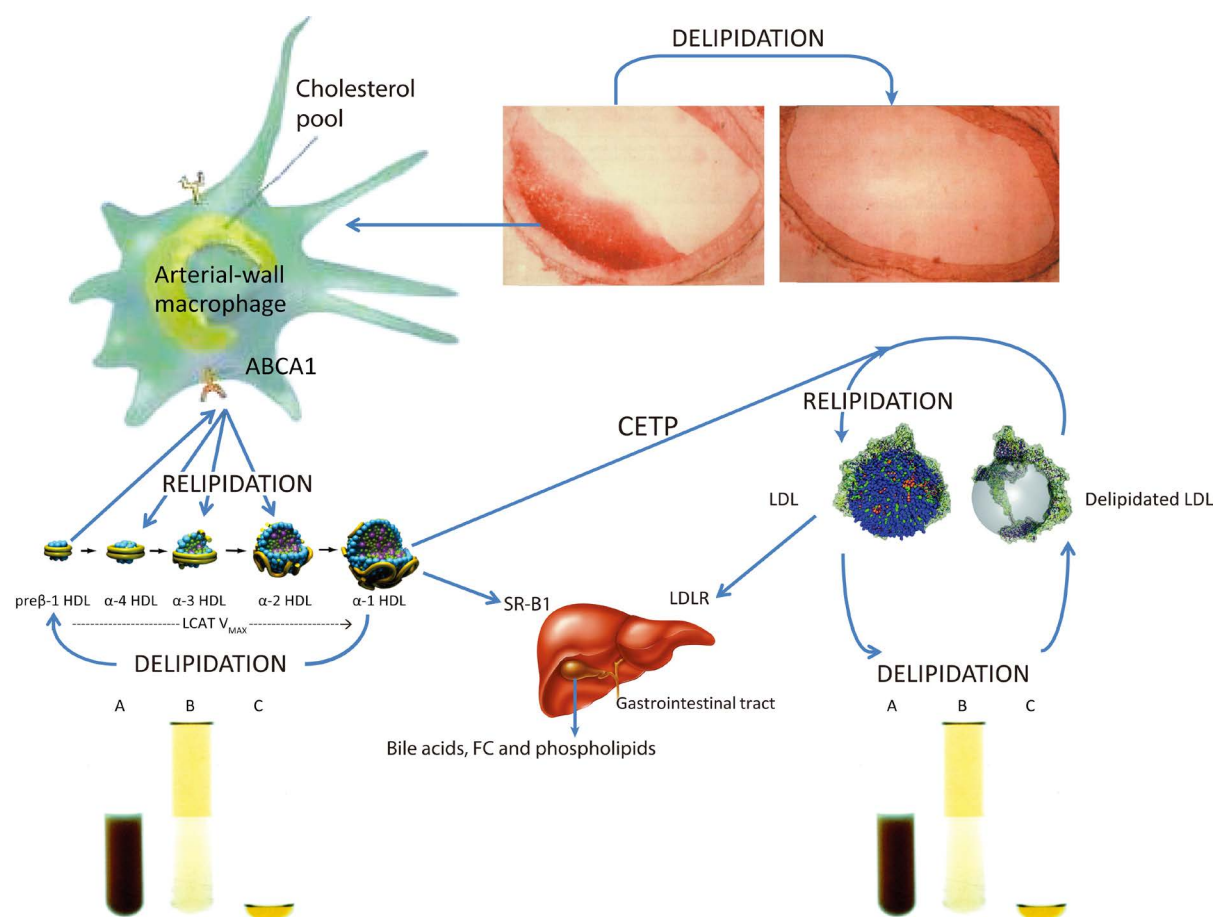 DELIPIDATION
Cholesterol
pool
Arterial-wall
macrophage
ABCA1
RELIPIDATION
CETP
RELIPIDATION
LDL
Delipidated LDL
preβ-1 HDL
α-4 HDL
α-3 HDL
α-2 HDL
α-1 HDL
LCAT VMAX
SR-B1
LDLR
DELIPIDATION
DELIPIDATION
Gastrointestinal tract
Bile acids, FC and phospholipids
A B C
A B C